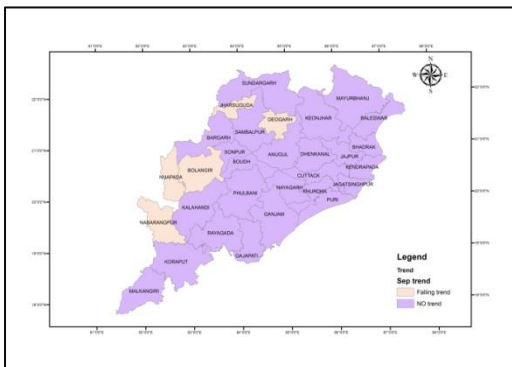 N
W E
S
SUNDARGARH
JHARSUGUDA
MAYURBHANJ
DEOGARH
KEONJHAR
BALESWAR
SAMBALPUR
BARGARH
BHADRAK
SONPUR
ANUGUL
DHENKANAL
JAJPUR
BOUDH
KENDRAPADA
BOLANGIR
NUAPADA
CUTTACK
JAGATSINGHPUR
PHULBANI
NAYAGARH
KHURDHA
PURI
KALAHANDI
GANJAM
NABARANGPUR
RAYAGADA
GAJAPATI
KORAPUT
MALKANGIRI
Legend
Trend
Sep trend
Falling trend
NO trend